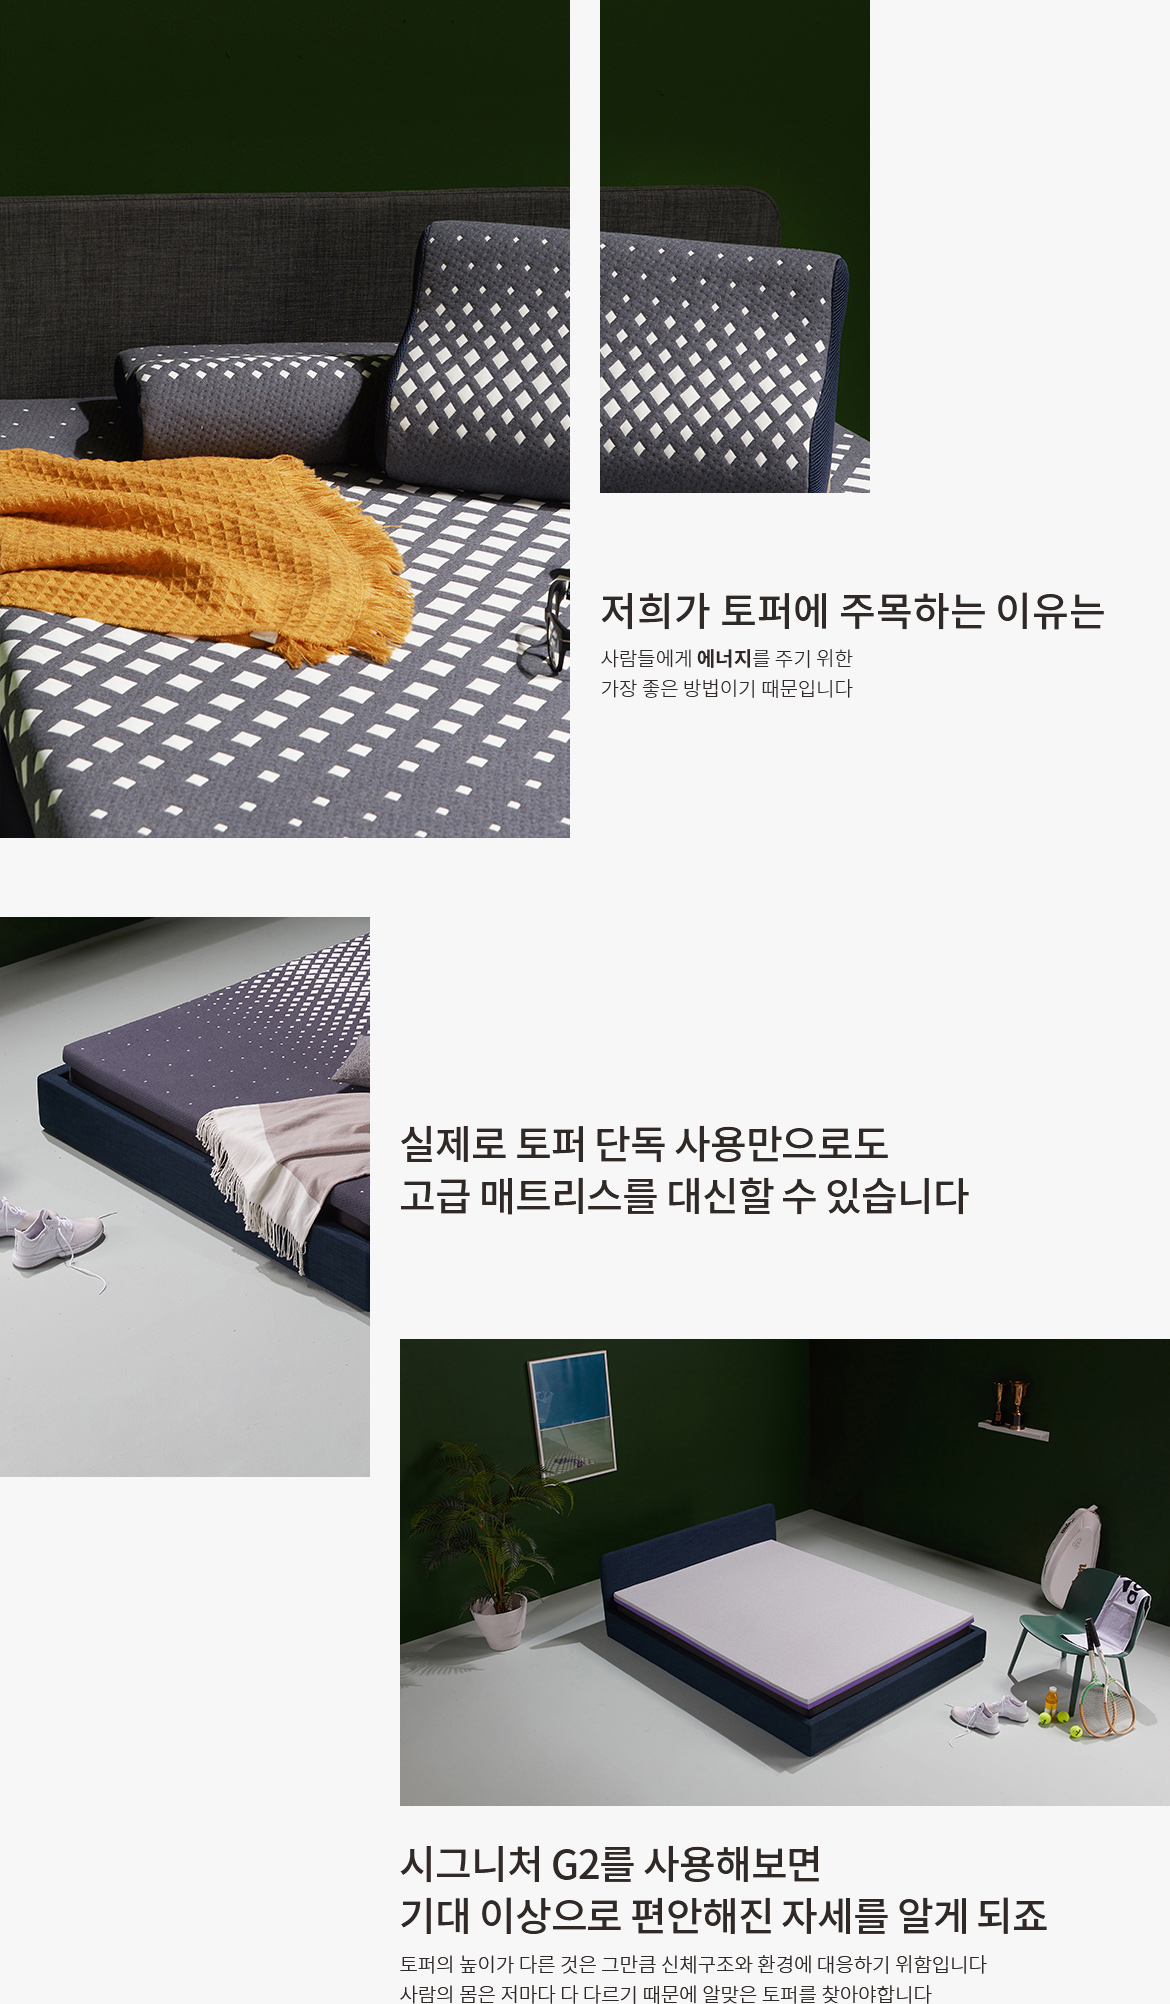 저희가 토퍼에 주목하는 이유는
사람들에게 에너지를 주기 위한
가장 좋은 방법이기 때문입니다
실제로 토퍼 단독 사용만으로도
고급 매트리스를 대신할 수 있습니다
시그니처 G2를 사용해보면
기대 이상으로 편안해진 자세를 알게 되죠
토퍼의 높이가 다른 것은 그만큼 신체구조와 환경에 대응하기 위함입니다
사람의 몸은 저마다 다 다르기 때문에 알맞은 토퍼를 찾아야합니다